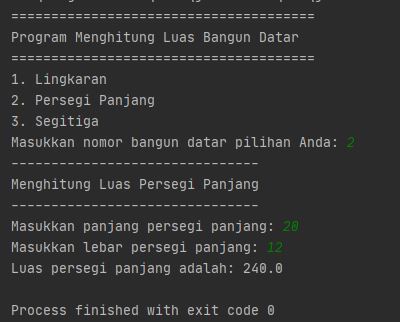 =====================================
Program Menghitung Luas Bangun Datar
=====================================
1. Lingkaran
2. Persegi Panjang
3. Segitiga
Masukkan nomor bangun datar pilihan Anda: 2
------------------------------
Menghitung Luas Persegi Panjang
------------------------------
Masukkan panjang persegi panjang: 20
Masukkan lebar persegi panjang: 12
Luas persegi panjang adalah: 240.0
Process finished with exit code 0